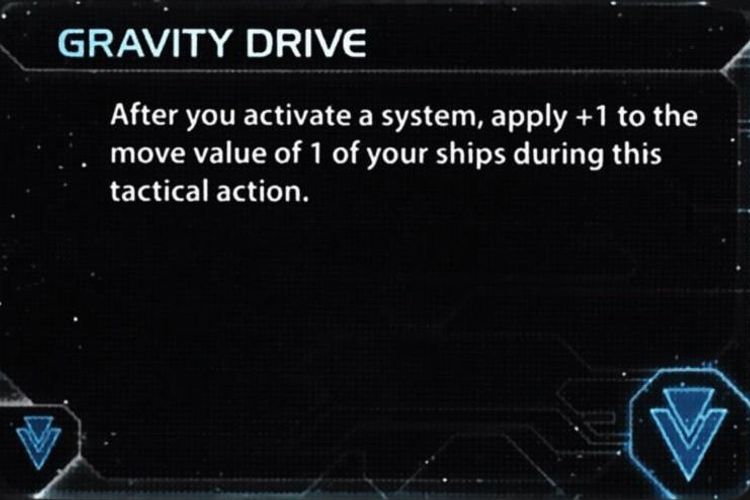 GRAVITY DRIVE
After you activate a system, apply +1 to the
move value of 1 of your ships during this
tactical action.